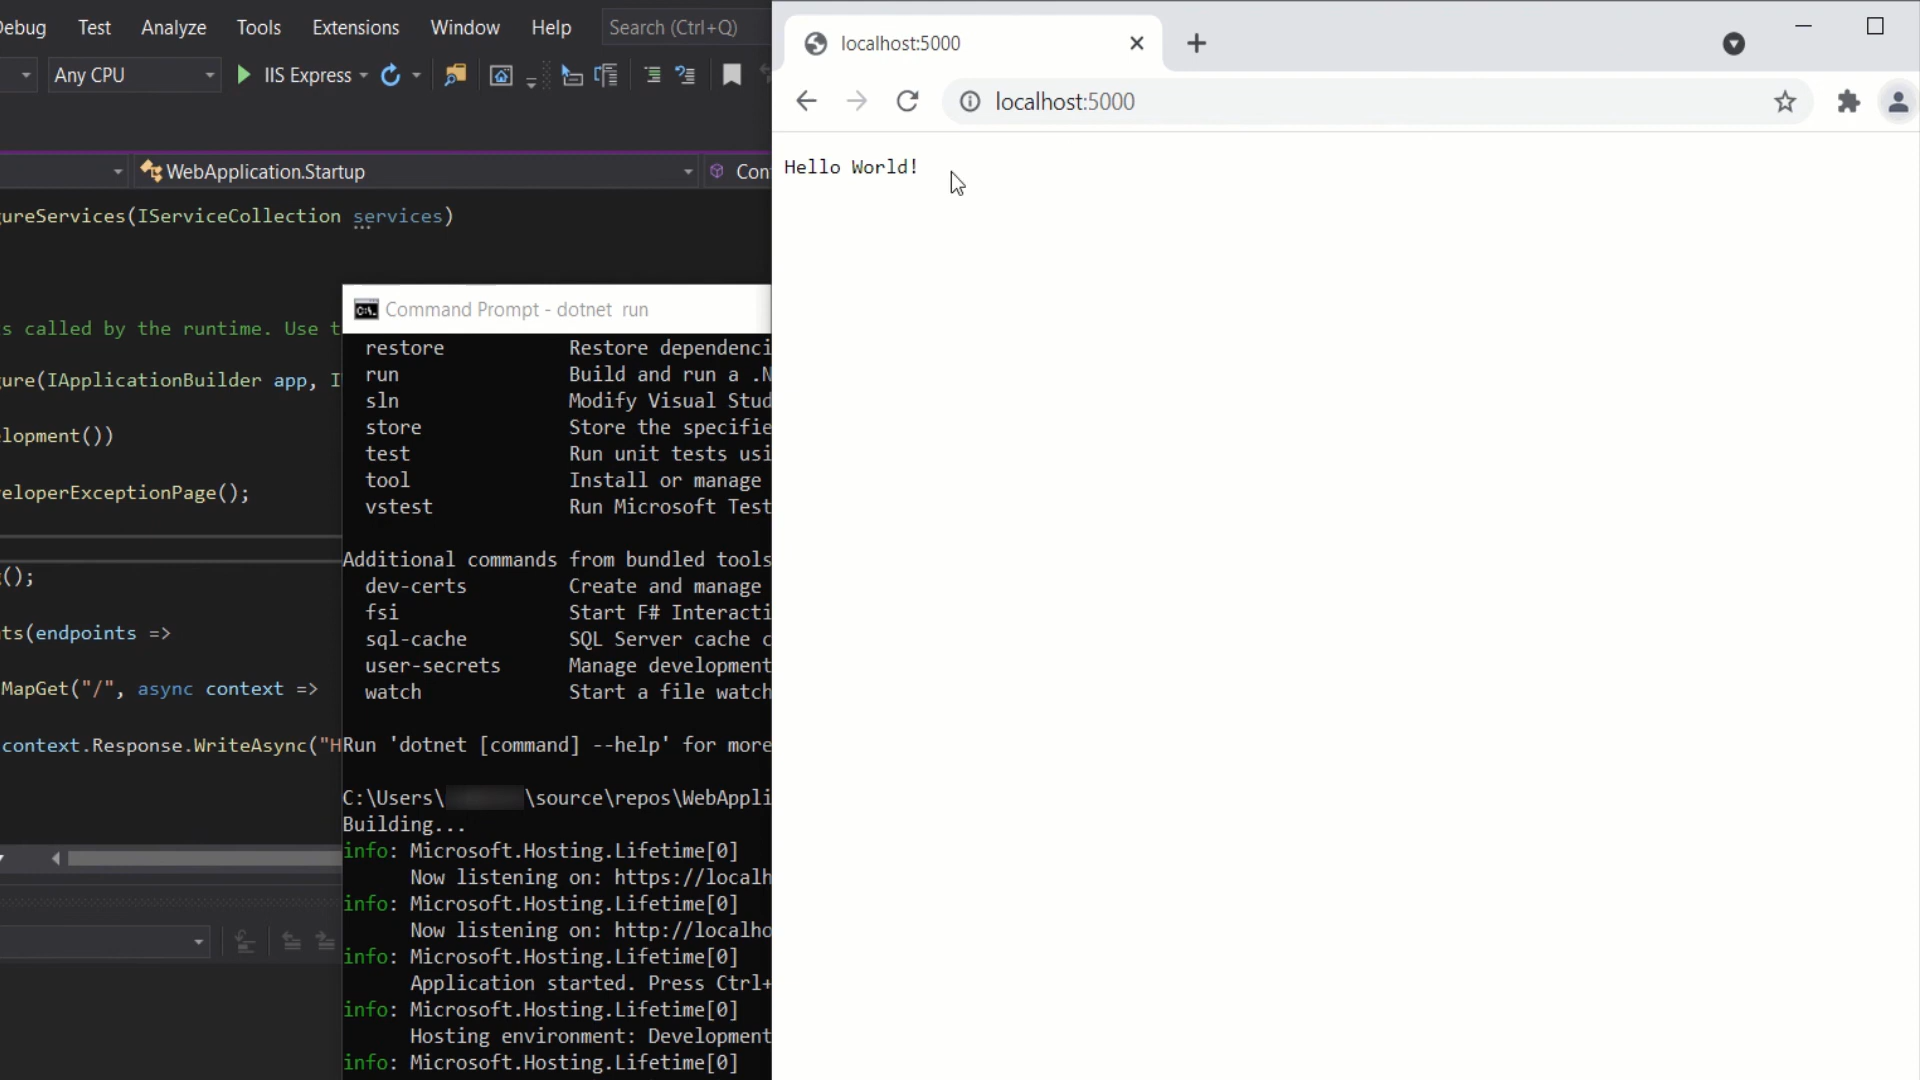 Debug Test Analyze Tools Extensions Window Help Search (Ctrl+Q)
Any CPU IIS Express
WebApplication.Startup Con
ureServices(IServiceCollection services)
s called by the runtime. Use t
ure(IApplicationBuilder app, I
lopment())
eloperExceptionPage();
();
ts(endpoints =>
MapGet("/", async context =>
context.Response.WriteAsync("H
Command Prompt - dotnet run
restore Restore dependenci
run Build and run a .N
sln Modify Visual Stud
store Store the specifie
test Run unit tests usi
tool Install or manage
vstest Run Microsoft Test
Additional commands from bundled tools
dev-certs Create and manage
fsi Start F# Interacti
sql-cache SQL Server cache c
user-secrets Manage development
watch Start a file watch
Run 'dotnet [command] --help' for more
C:\Users\ \source\repos\WebAppli
Building...
info: Microsoft.Hosting.Lifetime[0]
Now listening on: https://localh
info: Microsoft.Hosting.Lifetime[0]
Now listening on: http://localho
info: Microsoft.Hosting.Lifetime[0]
Application started. Press Ctrl+
info: Microsoft.Hosting.Lifetime[0]
Hosting environment: Development
info: Microsoft.Hosting.Lifetime[0]
localhost:5000
localhost:5000
Hello World!